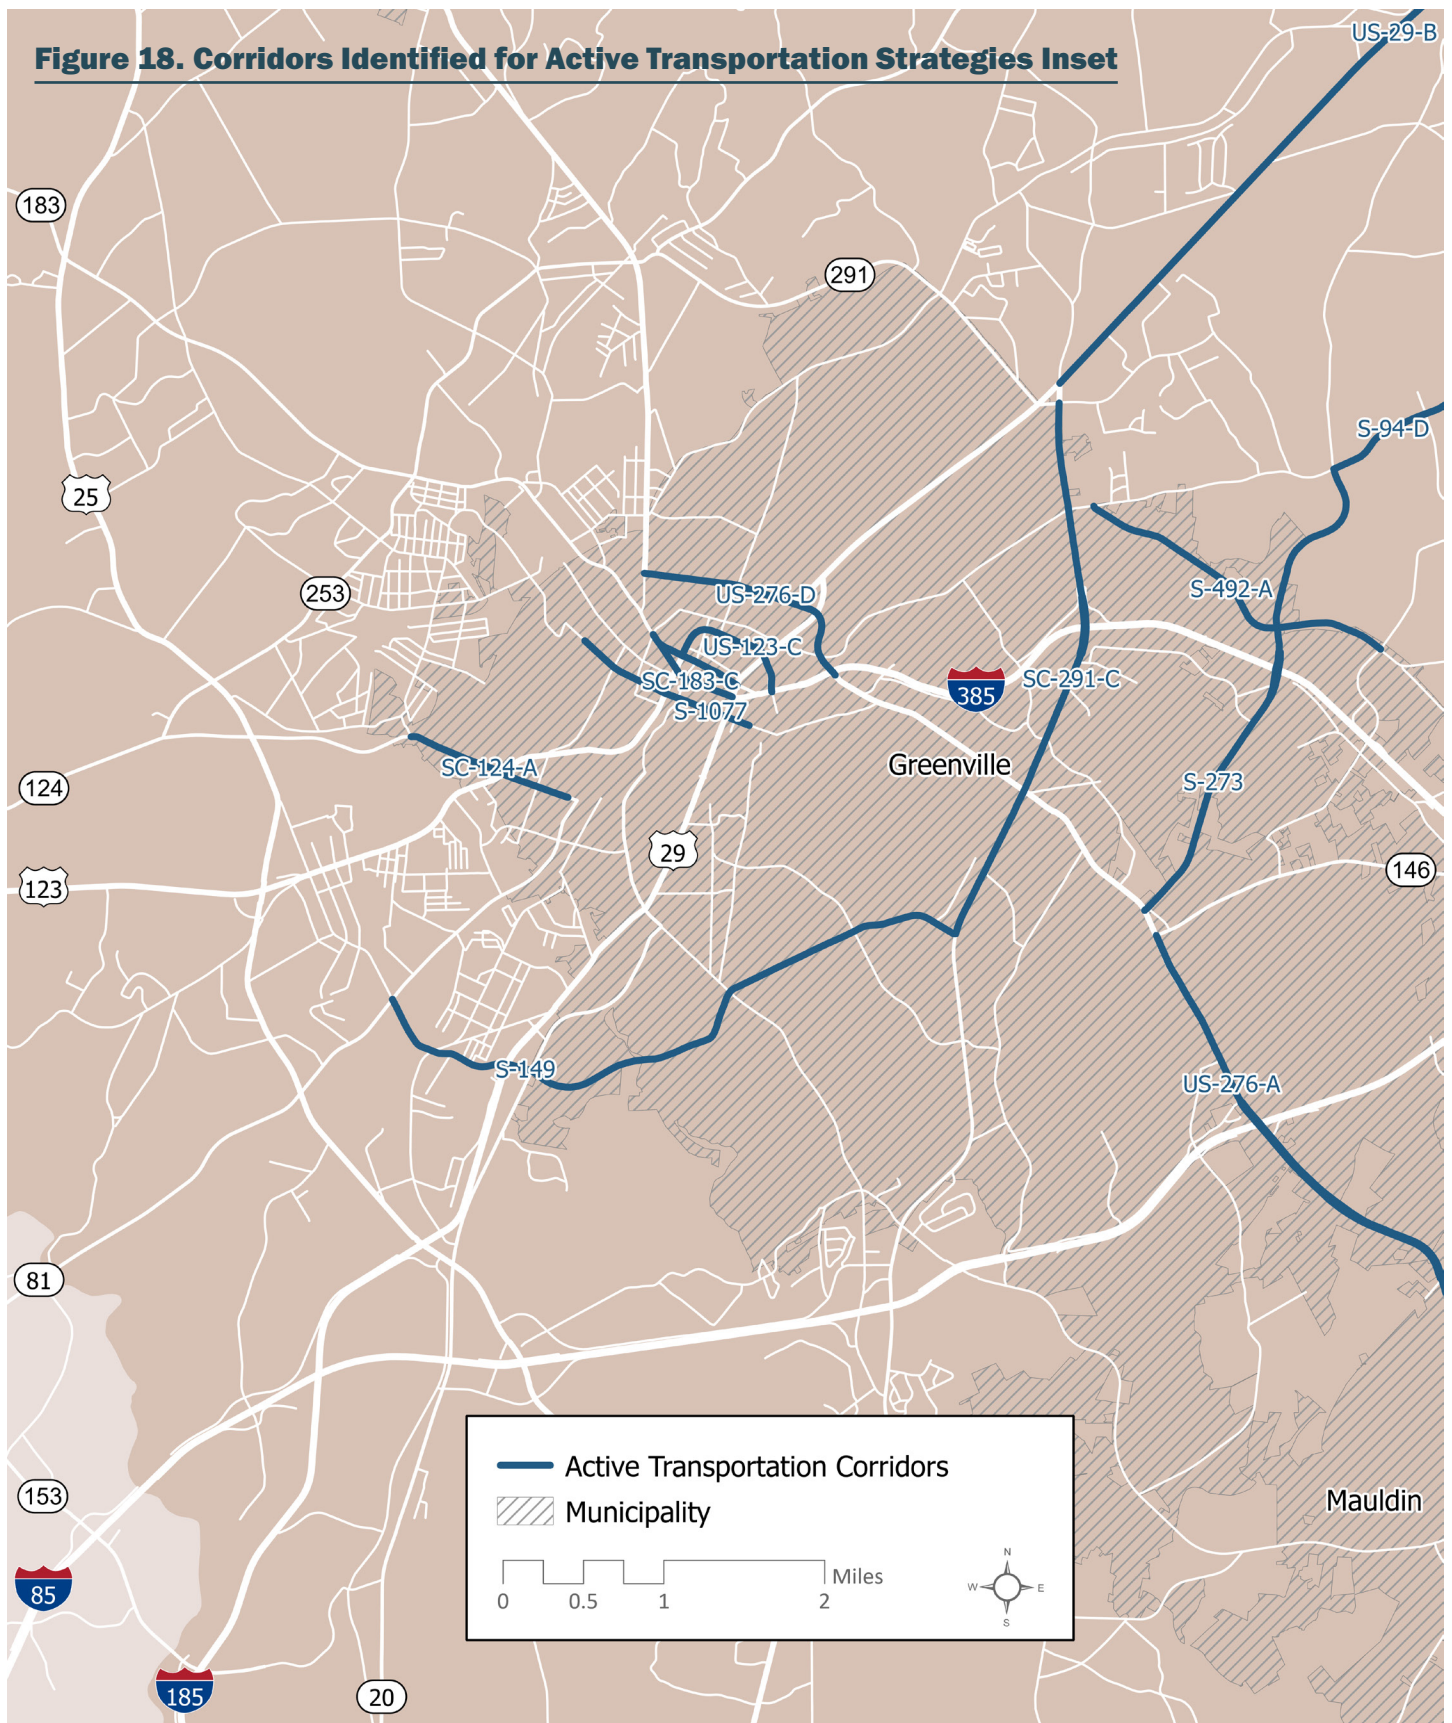 US-29-B
Figure 18. Corridors Identified for Active Transportation Strategies Inset
183
291
S-94-D
25
253
US-276-D
S-492-A
US-123-C
SC-183-C
SC-291-C
385
S-1077
Greenville
SC-124-A
S-273
124
29
146
123
S-149
US-276-A
81
Active Transportation Corridors
Municipality
Mauldin
153
Miles
0 0.5 1 2
N
W E
S
85
185
20